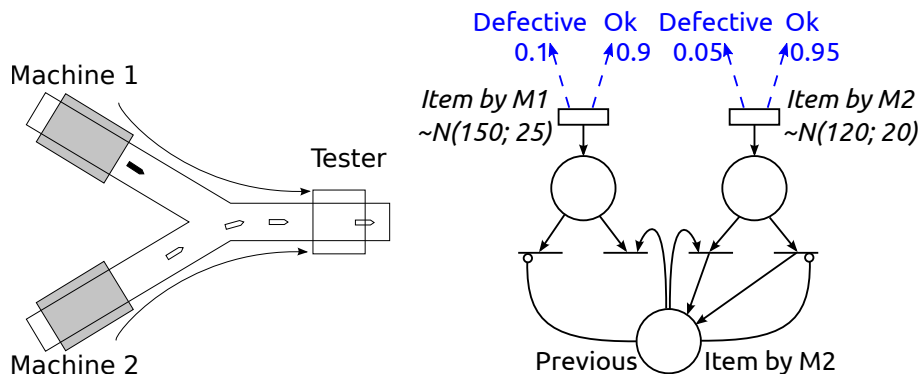 Machine 1
Tester
Machine 2
Defective Ok Defective Ok
0.1 0.9 0.05 0.95
Item by M1
~N(150; 25)
Item by M2
~N(120; 20)
Previous Item by M2